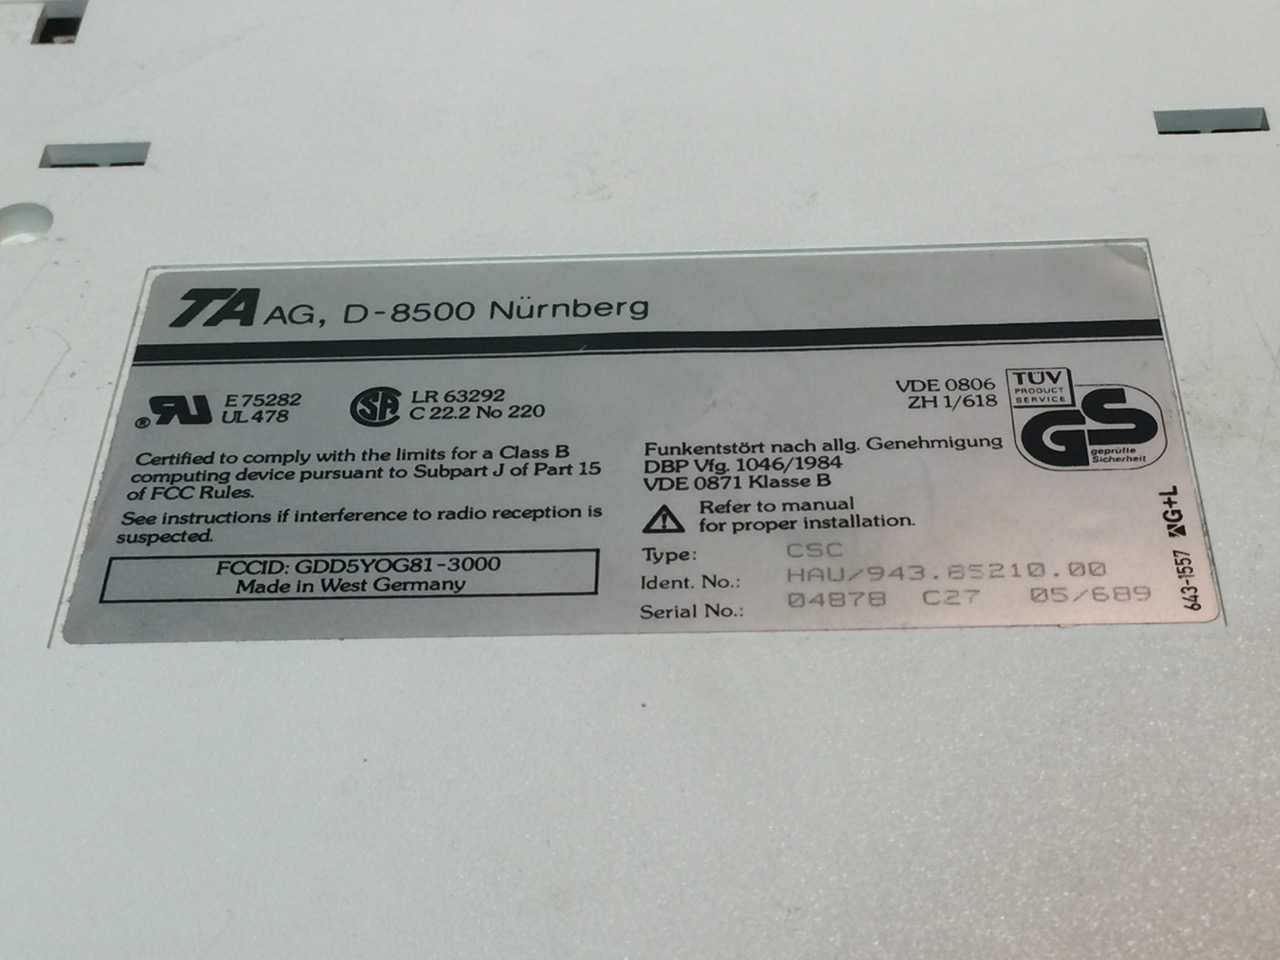 TA AG, D-8500 Nürnberg
E 75282
UL 478
LR 63292
C 22.2 No 220
VDE 0806
ZH 1/618
TÜV
PRODUCT
SERVICE
GS
geprüfte
Sicherheit
Certified to comply with the limits for a Class B
computing device pursuant to Subpart J of Part 15
of FCC Rules.
See instructions if interference to radio reception is
suspected.
FCCID: GDD5YOG81-3000
Made in West Germany
Funkentstört nach allg. Genehmigung
DBP Vfg. 1046/1984
VDE 0871 Klasse B
Refer to manual
for proper installation.
Type: CSC
Ident. No.: HAU/943.85210.00
Serial No.: 04878 C27 05/689
643-1557 G+L